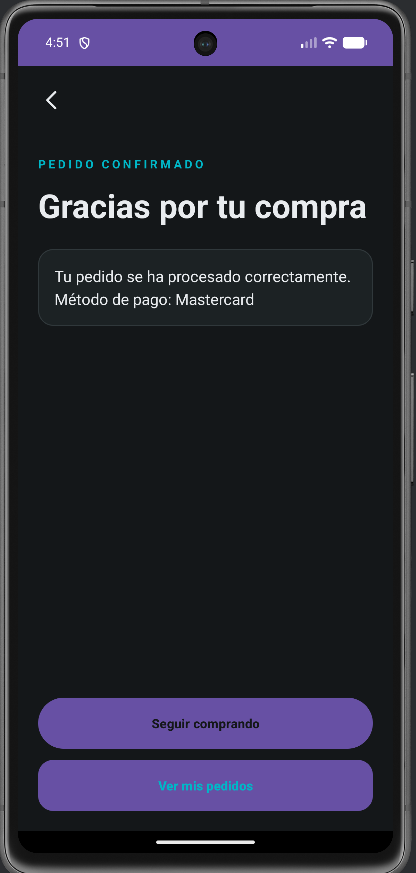 4:51
PEDIDO CONFIRMADO
Gracias por tu compra
Tu pedido se ha procesado correctamente.
Método de pago: Mastercard
Seguir comprando
Ver mis pedidos